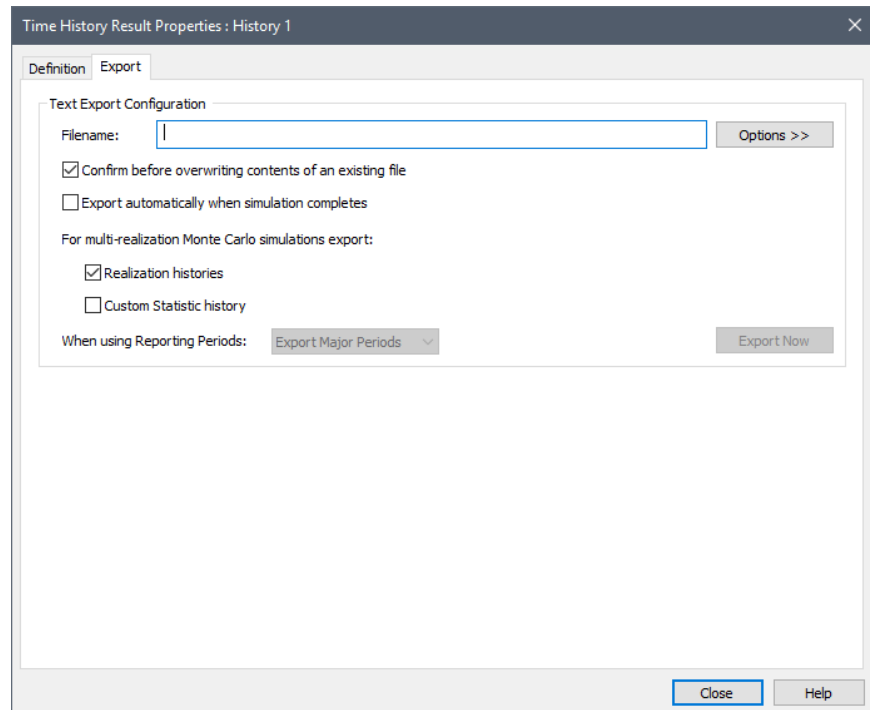 Time History Result Properties : History 1
Definition Export
Text Export Configuration
Filename: Options >>
Confirm before overwriting contents of an existing file
Export automatically when simulation completes
For multi-realization Monte Carlo simulations export:
Realization histories
Custom Statistic history
When using Reporting Periods: Export Major Periods Export Now
Close Help